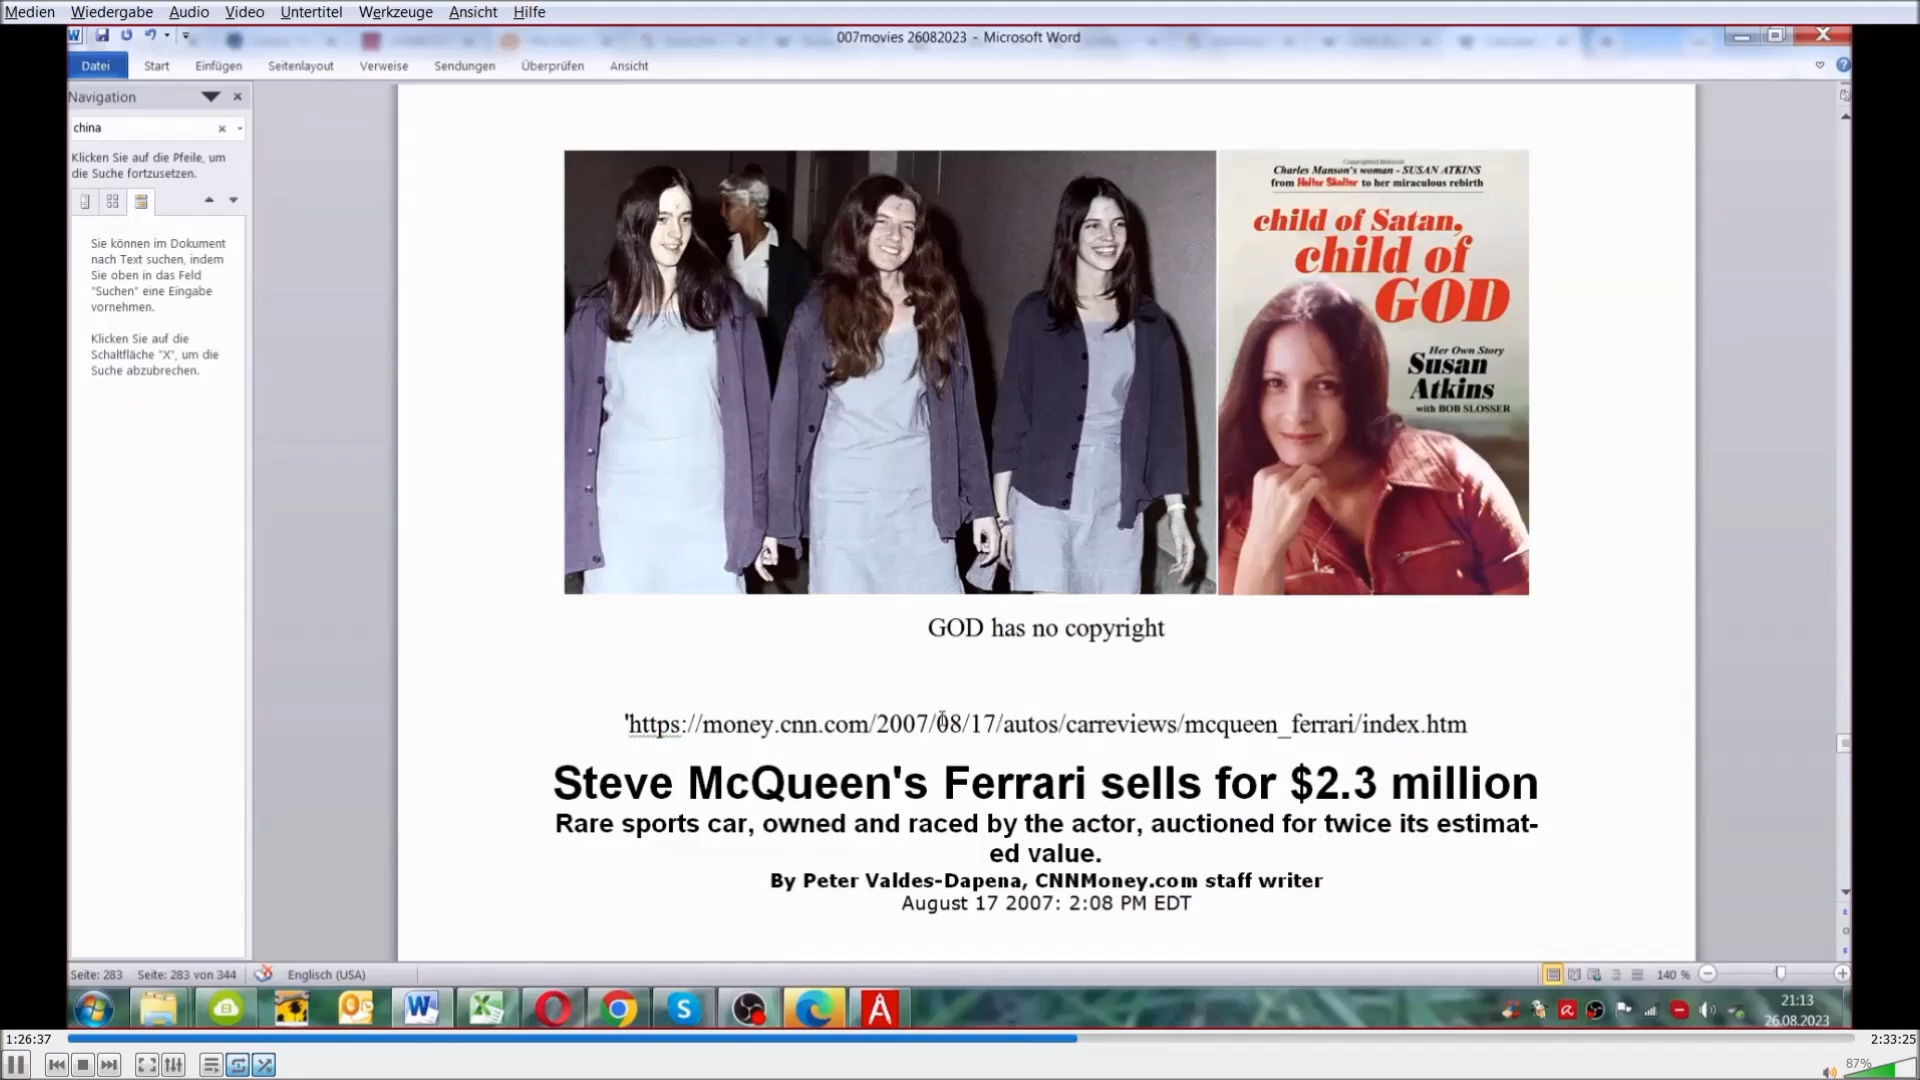 Medien Wiedergabe Audio Video Untertitel Werkzeuge Ansicht Hilfe
007movies 26082023 - Microsoft Word
Datei Start Einfügen Seitenlayout Verweise Sendungen Überprüfen Ansicht
Navigation
china
Klicken Sie auf die Pfeile, um
die Suche fortzusetzen.
Sie können im Dokument
nach Text suchen, indem
Sie oben in das Feld
"Suchen" eine Eingabe
vornehmen.
Klicken Sie auf die
Schaltfläche "X", um die
Suche abzubrechen.
Copyrighted Material
Charles Manson's woman - SUSAN ATKINS
from Helter Skelter to her miraculous rebirth
child of Satan,
child of
GOD
Her Own Story
Susan
Atkins
with BOB SLOSSER
GOD has no copyright
'https://money.cnn.com/2007/08/17/autos/carreviews/mcqueen_ferrari/index.htm
Steve McQueen's Ferrari sells for $2.3 million
Rare sports car, owned and raced by the actor, auctioned for twice its estimat-
ed value.
By Peter Valdes-Dapena, CNNMoney.com staff writer
August 17 2007: 2:08 PM EDT
Seite: 283 Seite: 283 von 344 Englisch (USA) 140 %
21:13
26.08.2023
1:26:37 2:33:25
87%